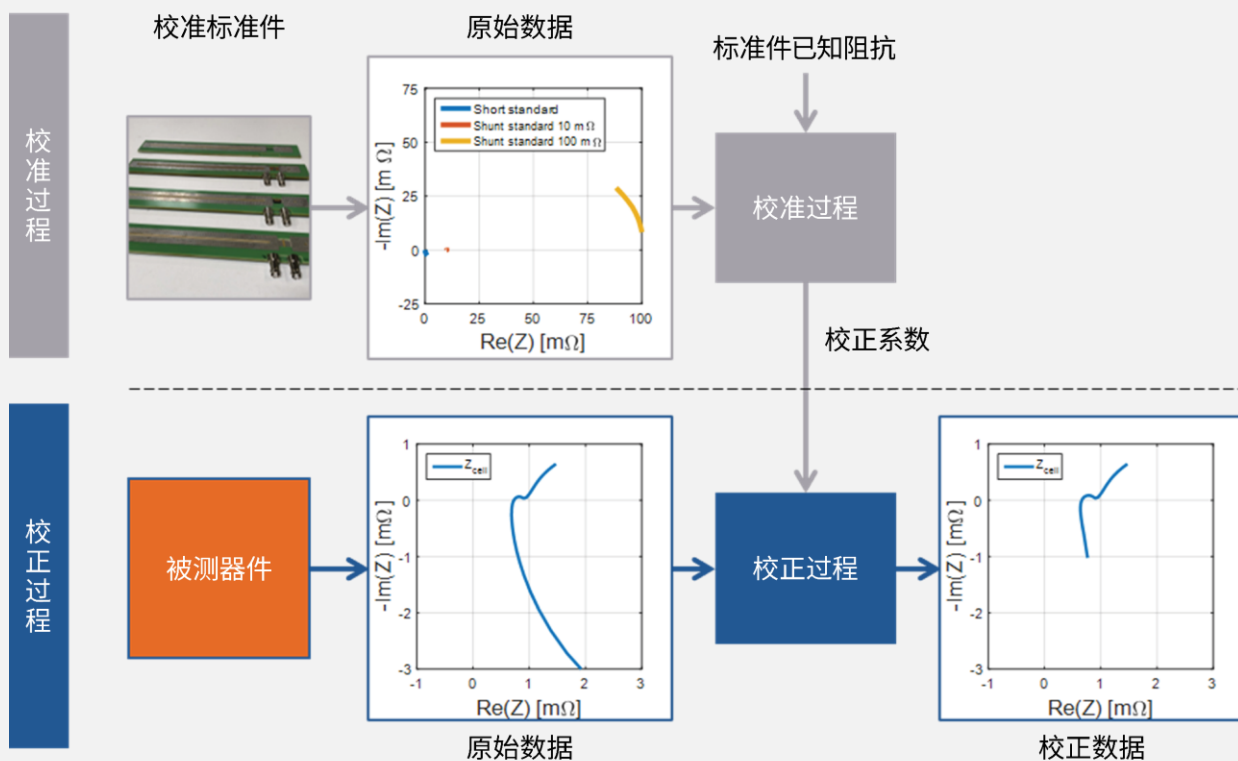 校准标准件
原始数据
标准件已知阻抗
校准过程
75
50
25
0
-25
-Im(Z) [m Ω]
Short standard
Shunt standard 10 m Ω
Shunt standard 100 m Ω
0 25 50 75 100
Re(Z) [mΩ]
校准过程
校正系数
校正过程
被测器件
1
0
-1
-2
-3
-Im(Z) [mΩ]
Zcell
-1 0 1 2 3
Re(Z) [mΩ]
原始数据
校正过程
1
0
-1
-2
-3
-Im(Z) [mΩ]
Zcell
-1 0 1 2 3
Re(Z) [mΩ]
校正数据